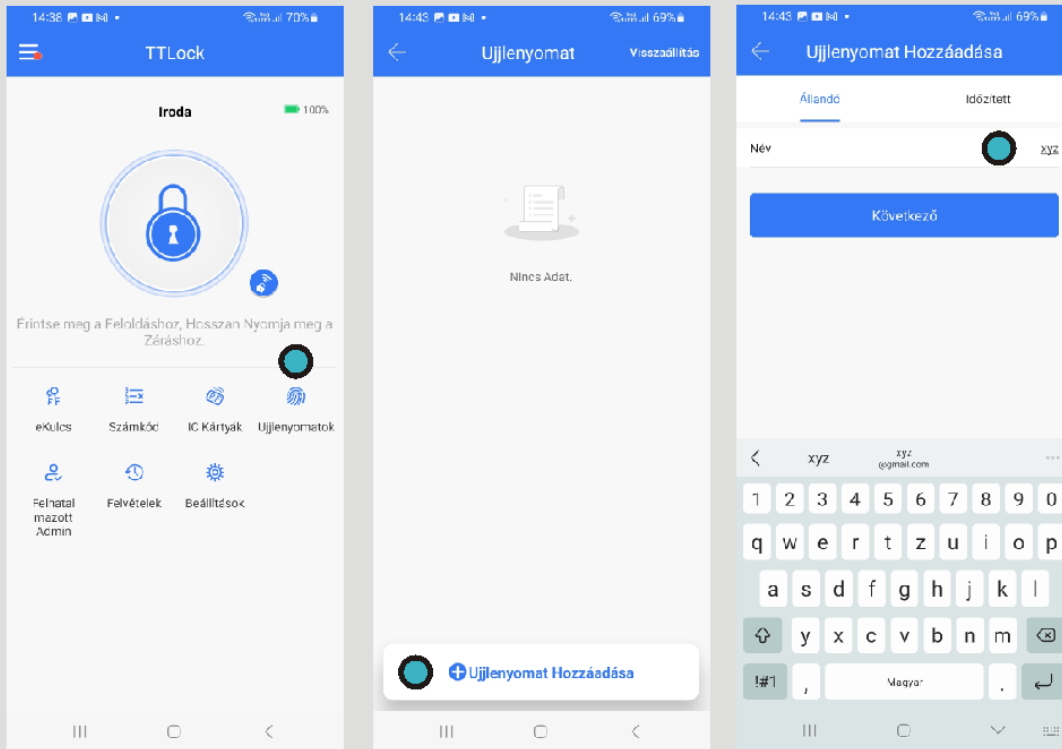 14:38
70%
TTLock
Iroda
100%
Érintse meg a Feloldáshoz, Hosszan Nyomja meg a
Záráshoz.
eKulcs
Számkód
IC Kártyák
Ujjlenyomatok
Felhatal
mazott
Admin
Felvételek
Beállítások
14:43
69%
Ujjlenyomat
Visszaállítás
Nincs Adat.
Ujjlenyomat Hozzáadása
14:43
69%
Ujjlenyomat Hozzáadása
Állandó
Időzített
Név
xyz
Következő
xyz
xyz
@gmail.com
1 2 3 4 5 6 7 8 9 0
q w e r t z u i o p
a s d f g h j k l
y x c v b n m
!#1 , Magyar .